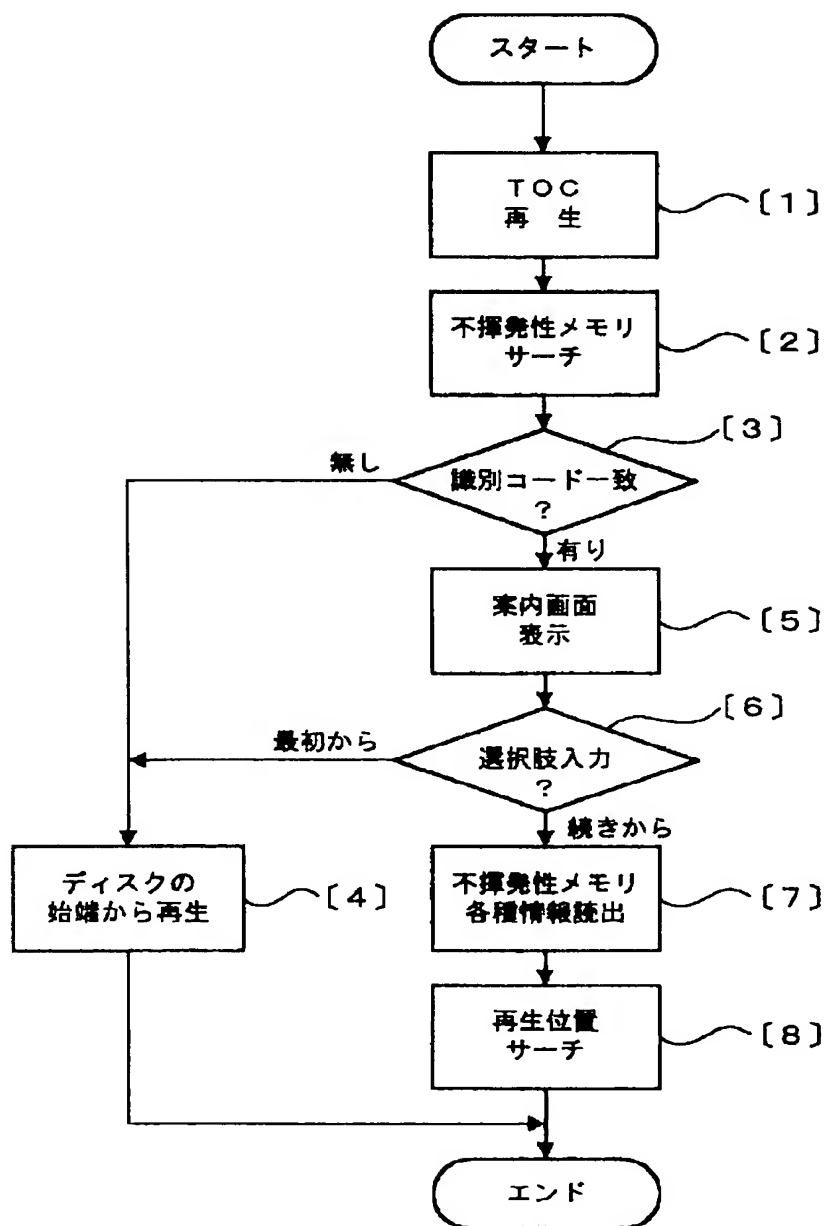 スタート
TOC
再 生
〔1〕
不揮発性メモリ
サーチ
〔2〕
〔3〕
無し
識別コード一致
?
有り
案内画面
表示
〔5〕
〔6〕
最初から
選択肢入力
?
続きから
ディスクの
始端から再生
〔4〕
不揮発性メモリ
各種情報読出
〔7〕
再生位置
サーチ
〔8〕
エンド